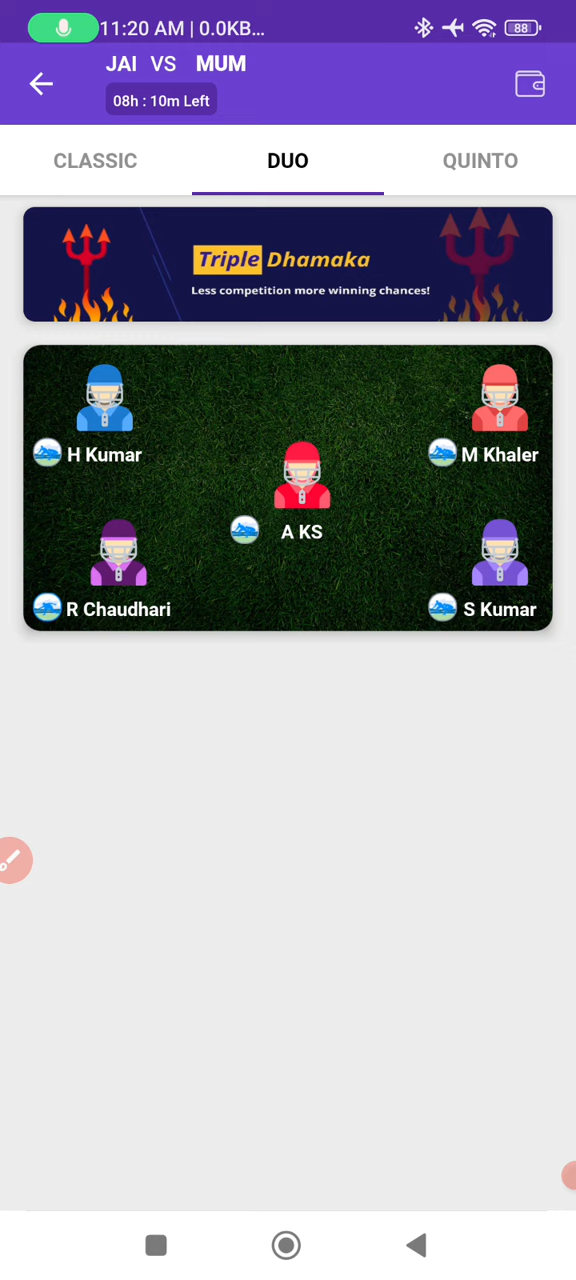 11:20 AM | 0.0KB...
88
JAI VS MUM
08h : 10m Left
CLASSIC DUO QUINTO
Triple Dhamaka
Less competition more winning chances!
H Kumar
M Khaler
A KS
R Chaudhari
S Kumar